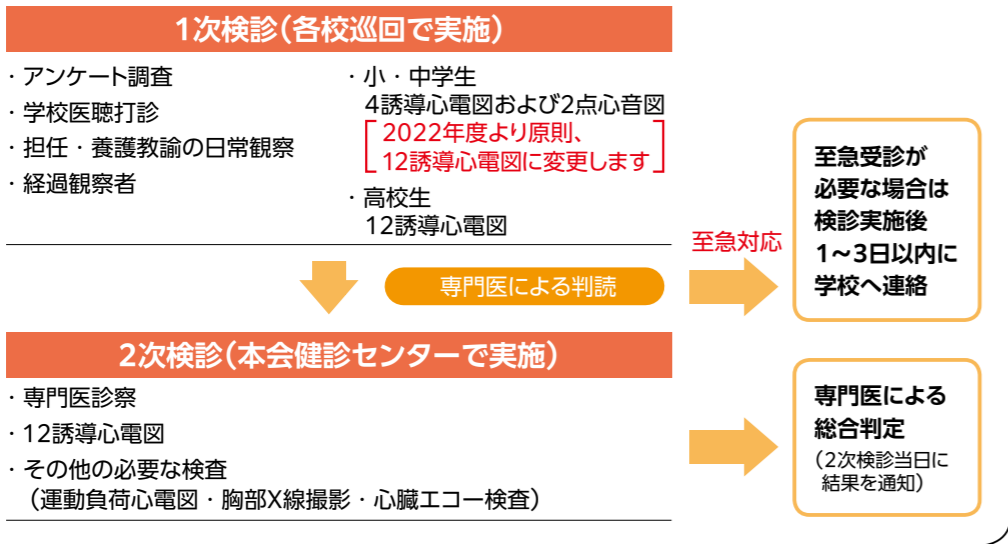 1次検診(各校巡回で実施)
・アンケート調査
・学校医聴打診
・担任・養護教諭の日常観察
・経過観察者
・小・中学生
4誘導心電図および2点心音図
2022年度より原則、
12誘導心電図に変更します
・高校生
12誘導心電図
専門医による判読
至急対応
至急受診が
必要な場合は
検診実施後
1〜3日以内に
学校へ連絡
2次検診(本会健診センターで実施)
・専門医診察
・12誘導心電図
・その他の必要な検査
(運動負荷心電図・胸部X線撮影・心臓エコー検査)
専門医による
総合判定
(2次検診当日に
結果を通知)